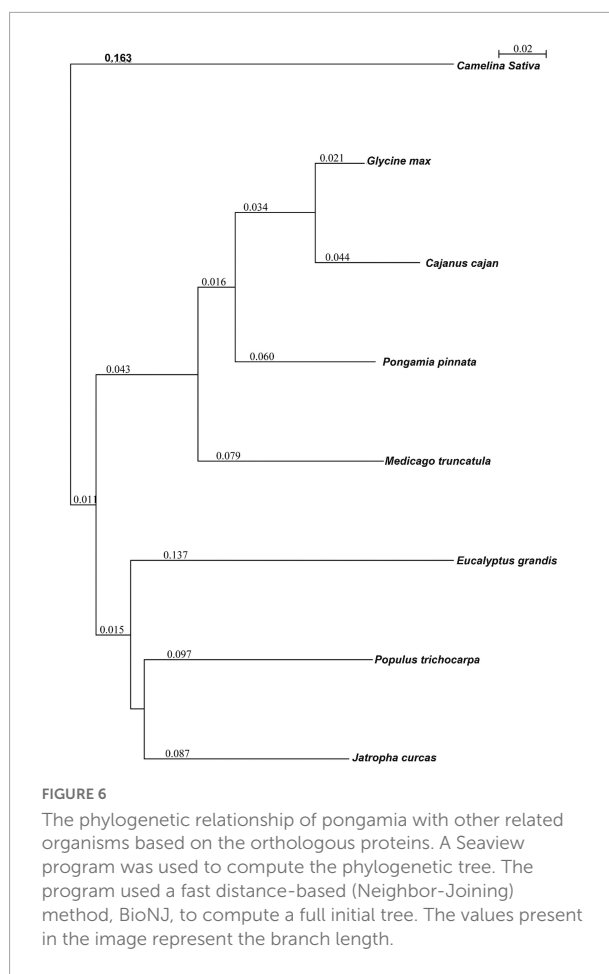 0.02
0.163
Camelina Sativa
0.021
Glycine max
0.034
0.044
Cajanus cajan
0.016
0.060
Pongamia pinnata
0.043
0.079
Medicago truncatula
0.011
0.137
Eucalyptus grandis
0.015
0.097
Populus trichocarpa
0.087
Jatropha curcas
FIGURE 6
The phylogenetic relationship of pongamia with other related
organisms based on the orthologous proteins. A Seaview
program was used to compute the phylogenetic tree. The
program used a fast distance-based (Neighbor-Joining)
method, BioNJ, to compute a full initial tree. The values present
in the image represent the branch length.